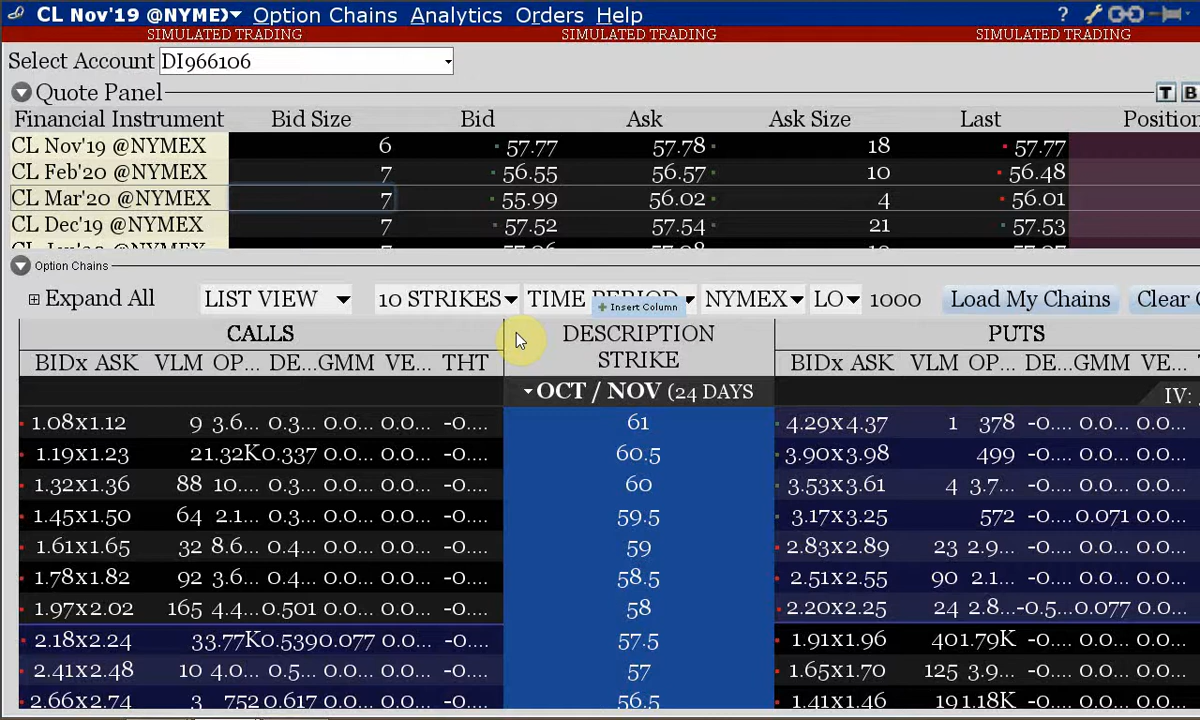 CL Nov'19 @NYMEX Option Chains Analytics Orders Help ?
SIMULATED TRADING SIMULATED TRADING SIMULATED TRADING
Select Account DI966106
Quote Panel T B
Financial Instrument Bid Size Bid Ask Ask Size Last Position
CL Nov'19 @NYMEX 6 57.77 57.78 18 57.77
CL Feb'20 @NYMEX 7 56.55 56.57 10 56.48
CL Mar'20 @NYMEX 7 55.99 56.02 4 56.01
CL Dec'19 @NYMEX 7 57.52 57.54 21 57.53
Option Chains
Expand All LIST VIEW 10 STRIKES TIME PERIOD NYMEX LO 1000 Load My Chains Clear
Insert Column
CALLS DESCRIPTION PUTS
STRIKE
BIDx ASK VLM OP... DE...GMM VE... THT BIDx ASK VLM OP... DE...GMM VE...
OCT / NOV (24 DAYS IV:
1.08x1.12 9 3.6... 0.3... 0.0... 0.0... -0.... 61 4.29x4.37 1 378 -0.... 0.0... 0.0...
1.19x1.23 21.32K0.337 0.0... 0.0... -0.... 60.5 3.90x3.98 499 -0.... 0.0... 0.0...
1.32x1.36 88 10.... 0.3... 0.0... 0.0... -0.... 60 3.53x3.61 4 3.7... -0.... 0.0... 0.0...
1.45x1.50 64 2.1... 0.3... 0.0... 0.0... -0.... 59.5 3.17x3.25 572 -0.... 0.071 0.0...
1.61x1.65 32 8.6... 0.4... 0.0... 0.0... -0.... 59 2.83x2.89 23 2.9... -0.... 0.0... 0.0...
1.78x1.82 92 3.6... 0.4... 0.0... 0.0... -0.... 58.5 2.51x2.55 90 2.1... -0.... 0.0... 0.0...
1.97x2.02 165 4.4...0.501 0.0... 0.0... -0.... 58 2.20x2.25 24 2.8...-0.5...0.077 0.0...
2.18x2.24 33.77K0.5390.077 0.0... -0.... 57.5 1.91x1.96 401.79K -0.... 0.0... 0.0...
2.41x2.48 10 4.0... 0.5... 0.0... 0.0... -0.... 57 1.65x1.70 125 3.9... -0.... 0.0... 0.0...
2.66x2.74 3 752 0.617 0.0... 0.0... -0.... 56.5 1.41x1.46 191.18K -0.... 0.0... 0.0...